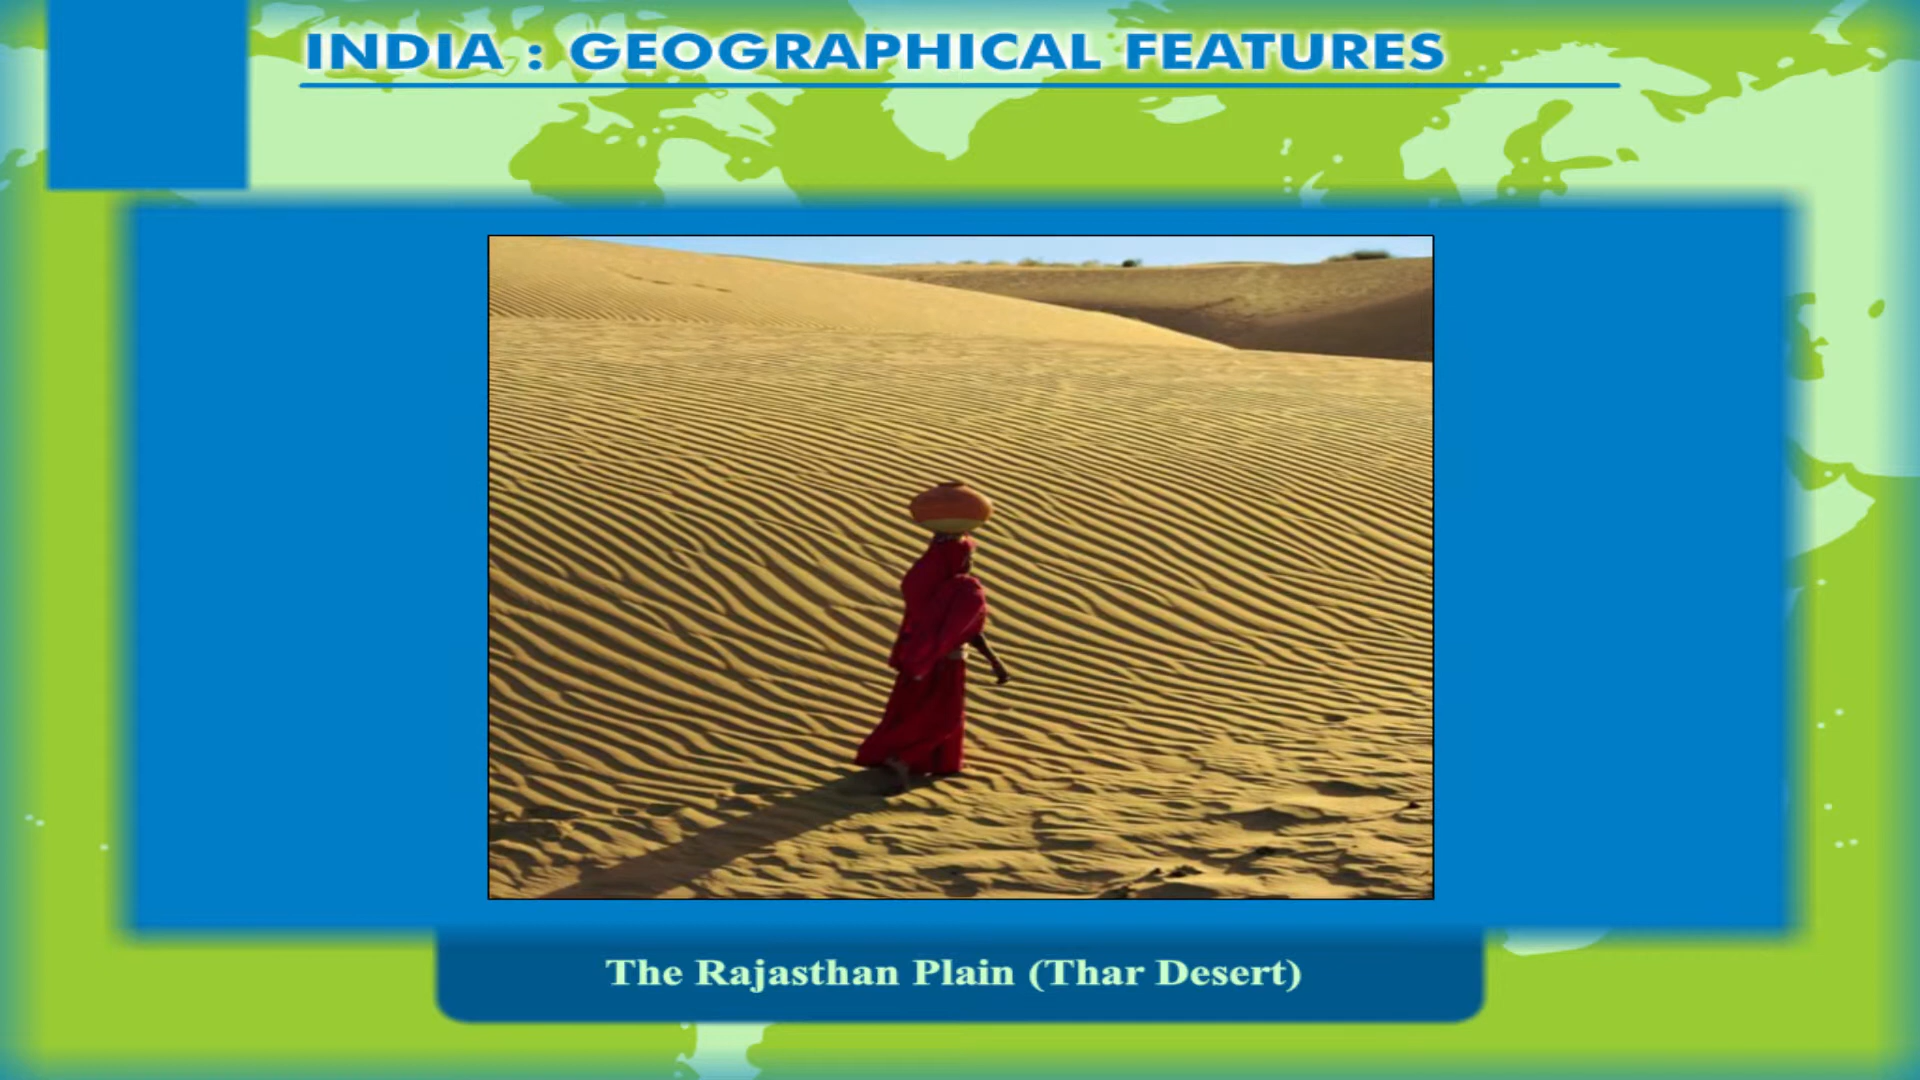 INDIA : GEOGRAPHICAL FEATURES
The Rajasthan Plain (Thar Desert)